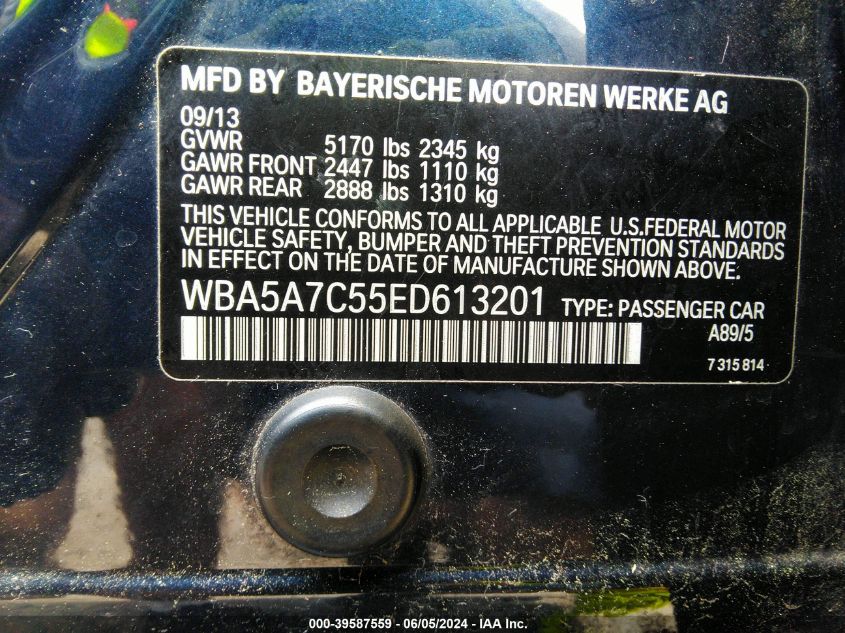 MFD BY BAYERISCHE MOTOREN WERKE AG
09/13
GVWR 5170 lbs 2345 kg
GAWR FRONT 2447 lbs 1110 kg
GAWR REAR 2888 lbs 1310 kg
THIS VEHICLE CONFORMS TO ALL APPLICABLE U.S.FEDERAL MOTOR
VEHICLE SAFETY, BUMPER AND THEFT PREVENTION STANDARDS
IN EFFECT ON THE DATE OF MANUFACTURE SHOWN ABOVE.
WBA5A7C55ED613201 TYPE: PASSENGER CAR
A89/5
7 315 814
000-39587559 - 06/05/2024 - IAA Inc.